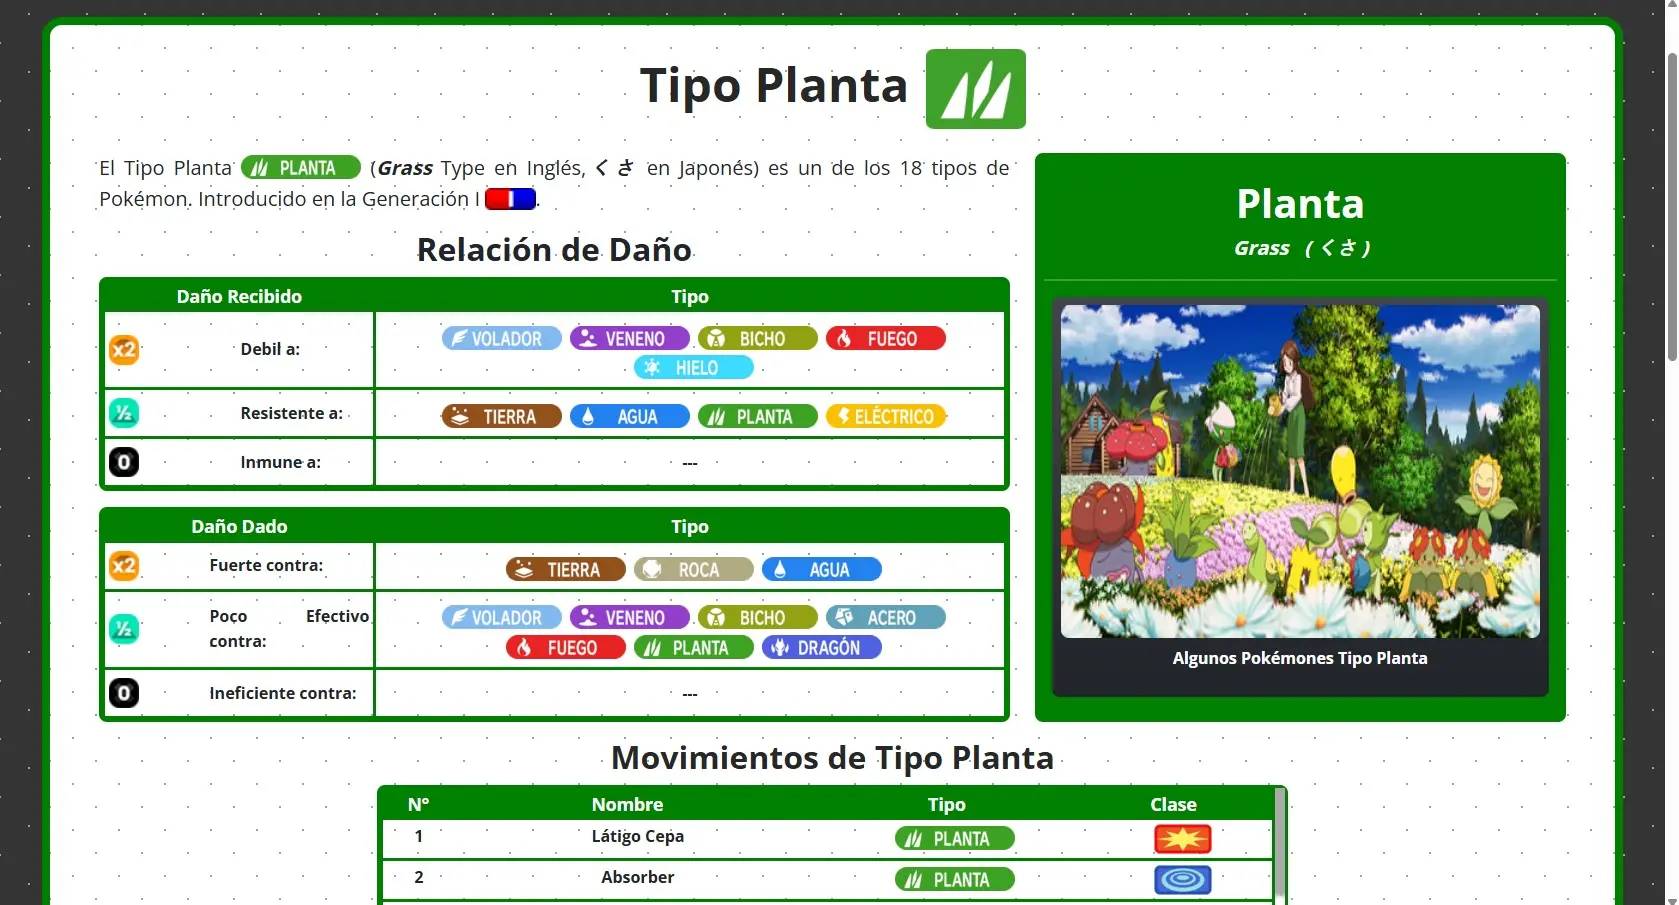 Tipo Planta
El Tipo Planta PLANTA (Grass Type en Inglés, くさ en Japonés) es un de los 18 tipos de
Pokémon. Introducido en la Generación I .
Relación de Daño
Daño Recibido Tipo
x2 Debil a: VOLADOR VENENO BICHO FUEGO
HIELO
½ Resistente a: TIERRA AGUA PLANTA ELÉCTRICO
0 Inmune a: ---
Daño Dado Tipo
x2 Fuerte contra: TIERRA ROCA AGUA
½ Poco Efectivo
contra:
VOLADOR VENENO BICHO ACERO
FUEGO PLANTA DRAGÓN
0 Ineficiente contra: ---
Planta
Grass (くさ)
Algunos Pokémones Tipo Planta
Movimientos de Tipo Planta
N° Nombre Tipo Clase
1 Látigo Cepa PLANTA
2 Absorber PLANTA